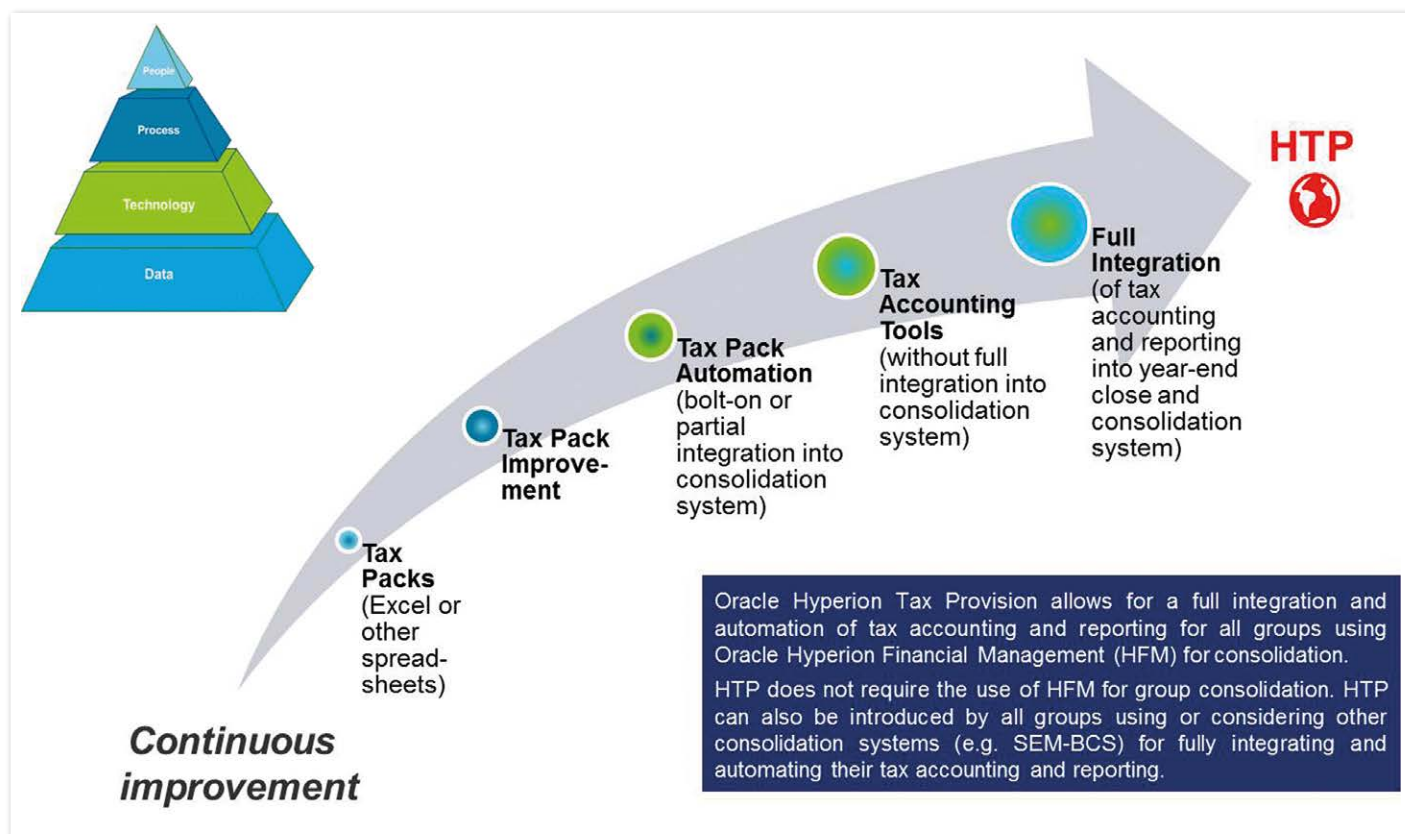 People
Process
Technology
Data
HTP
Full
Integration
(of tax
accounting
and reporting
into year-end
close and
consolidation
system)
Tax
Accounting
Tools
(without full
integration into
consolidation
system)
Tax Pack
Automation
(bolt-on or
partial
integration into
consolidation
system)
Tax Pack
Improve-
ment
Tax
Packs
(Excel or
other
spread-
sheets)
Continuous
improvement
Oracle Hyperion Tax Provision allows for a full integration and
automation of tax accounting and reporting for all groups using
Oracle Hyperion Financial Management (HFM) for consolidation.
HTP does not require the use of HFM for group consolidation. HTP
can also be introduced by all groups using or considering other
consolidation systems (e.g. SEM-BCS) for fully integrating and
automating their tax accounting and reporting.